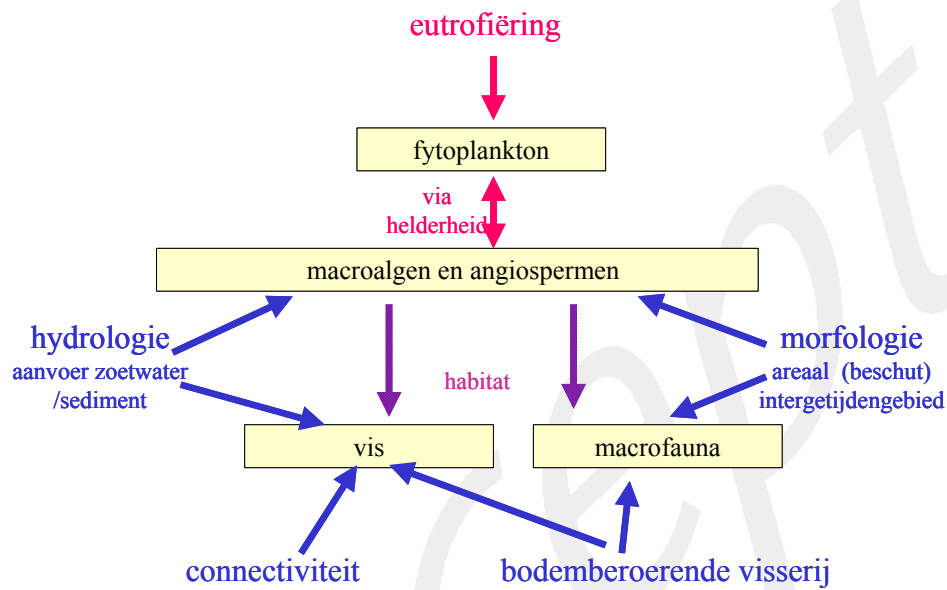 eutrofiëring
fytoplankton
via
helderheid
macroalgen en angiospermen
hydrologie
aanvoer zoetwater
/sediment
morfologie
areaal (beschut)
intergetijdengebied
habitat
vis
macrofauna
connectiviteit
bodemberoerende visserij
cept